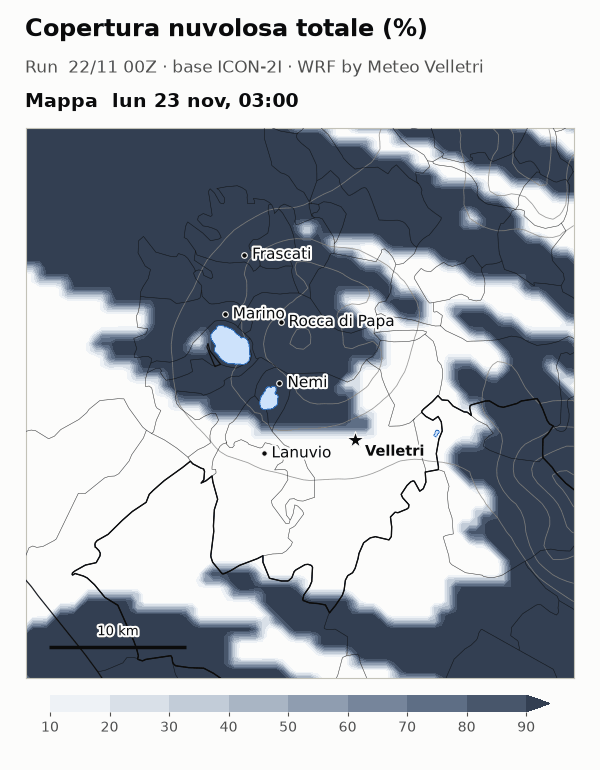 Copertura nuvolosa totale (%)
Run 22/11 00Z · base ICON-2I · WRF by Meteo Velletri
Mappa lun 23 nov, 03:00
Frascati
Marino
Rocca di Papa
Nemi
Lanuvio
Velletri
10 km
10 20 30 40 50 60 70 80 90